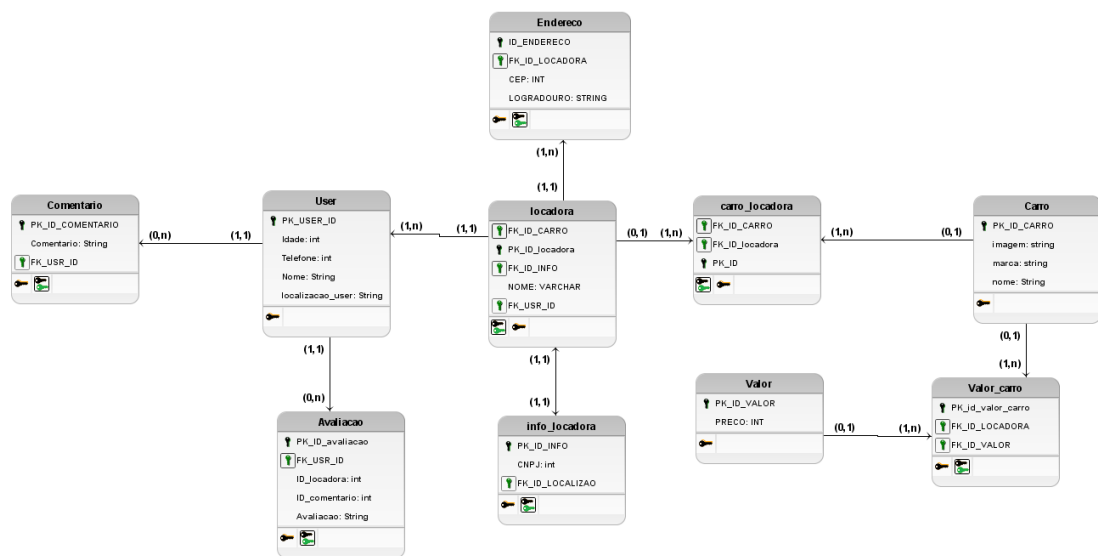 Endereco
ID_ENDERECO
FK_ID_LOCADORA
CEP: INT
LOGRADOURO: STRING
(1,n)
(1,1)
Comentario
PK_ID_COMENTARIO
Comentario: String
FK_USR_ID
(0,n)
(1,1)
User
PK_USER_ID
Idade: int
Telefone: int
Nome: String
localizacao_user: String
(1,n)
(1,1)
locadora
FK_ID_CARRO
PK_ID_locadora
FK_ID_INFO
NOME: VARCHAR
FK_USR_ID
(0,1)
(1,n)
carro_locadora
FK_ID_CARRO
FK_ID_locadora
PK_ID
(1,n)
(0,1)
Carro
PK_ID_CARRO
imagem: string
marca: string
nome: String
(1,1)
(0,n)
Avaliacao
PK_ID_avaliacao
FK_USR_ID
ID_locadora: int
ID_comentario: int
Avaliacao: String
(1,1)
(1,1)
info_locadora
PK_ID_INFO
CNPJ: int
FK_ID_LOCALIZAO
Valor
PK_ID_VALOR
PRECO: INT
(0,1)
(1,n)
(0,1)
(1,n)
Valor_carro
PK_id_valor_carro
FK_ID_LOCADORA
FK_ID_VALOR